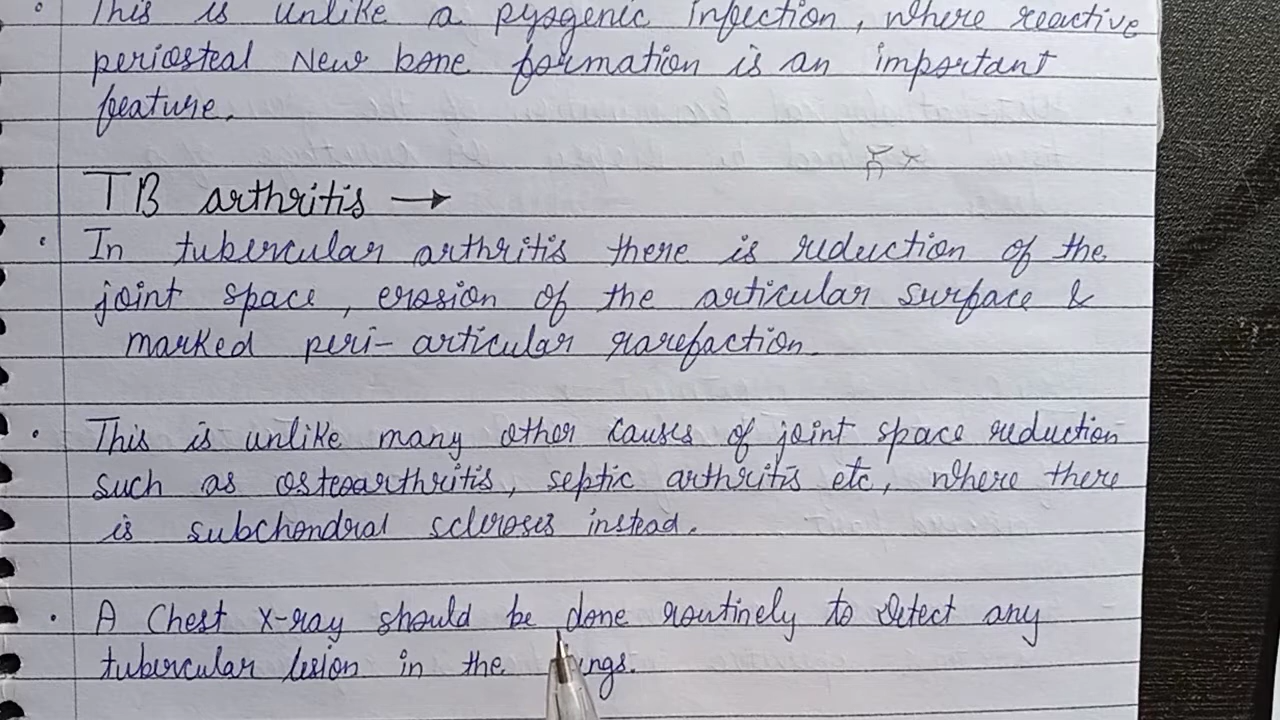 This is unlike a pyogenic infection, where reactive
periosteal New bone formation is an important
feature.
TB arthritis →
• In tubercular arthritis there is reduction of the
joint space, erosion of the articular surface &
marked peri-articular rarefaction.
• This is unlike many other causes of joint space reduction
such as osteoarthritis, septic arthritis etc, where there
is subchondral scleroses instead.
• A Chest X-ray should be done routinely to detect any
tubercular lesion in the